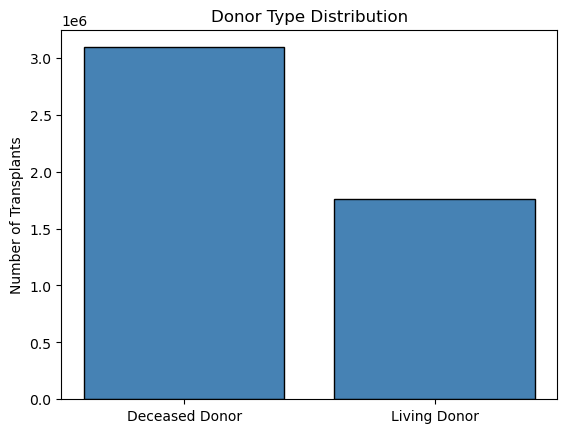 Donor Type Distribution
1e6
3.0
2.5
2.0
1.5
1.0
0.5
0.0
Number of Transplants
Deceased Donor
Living Donor